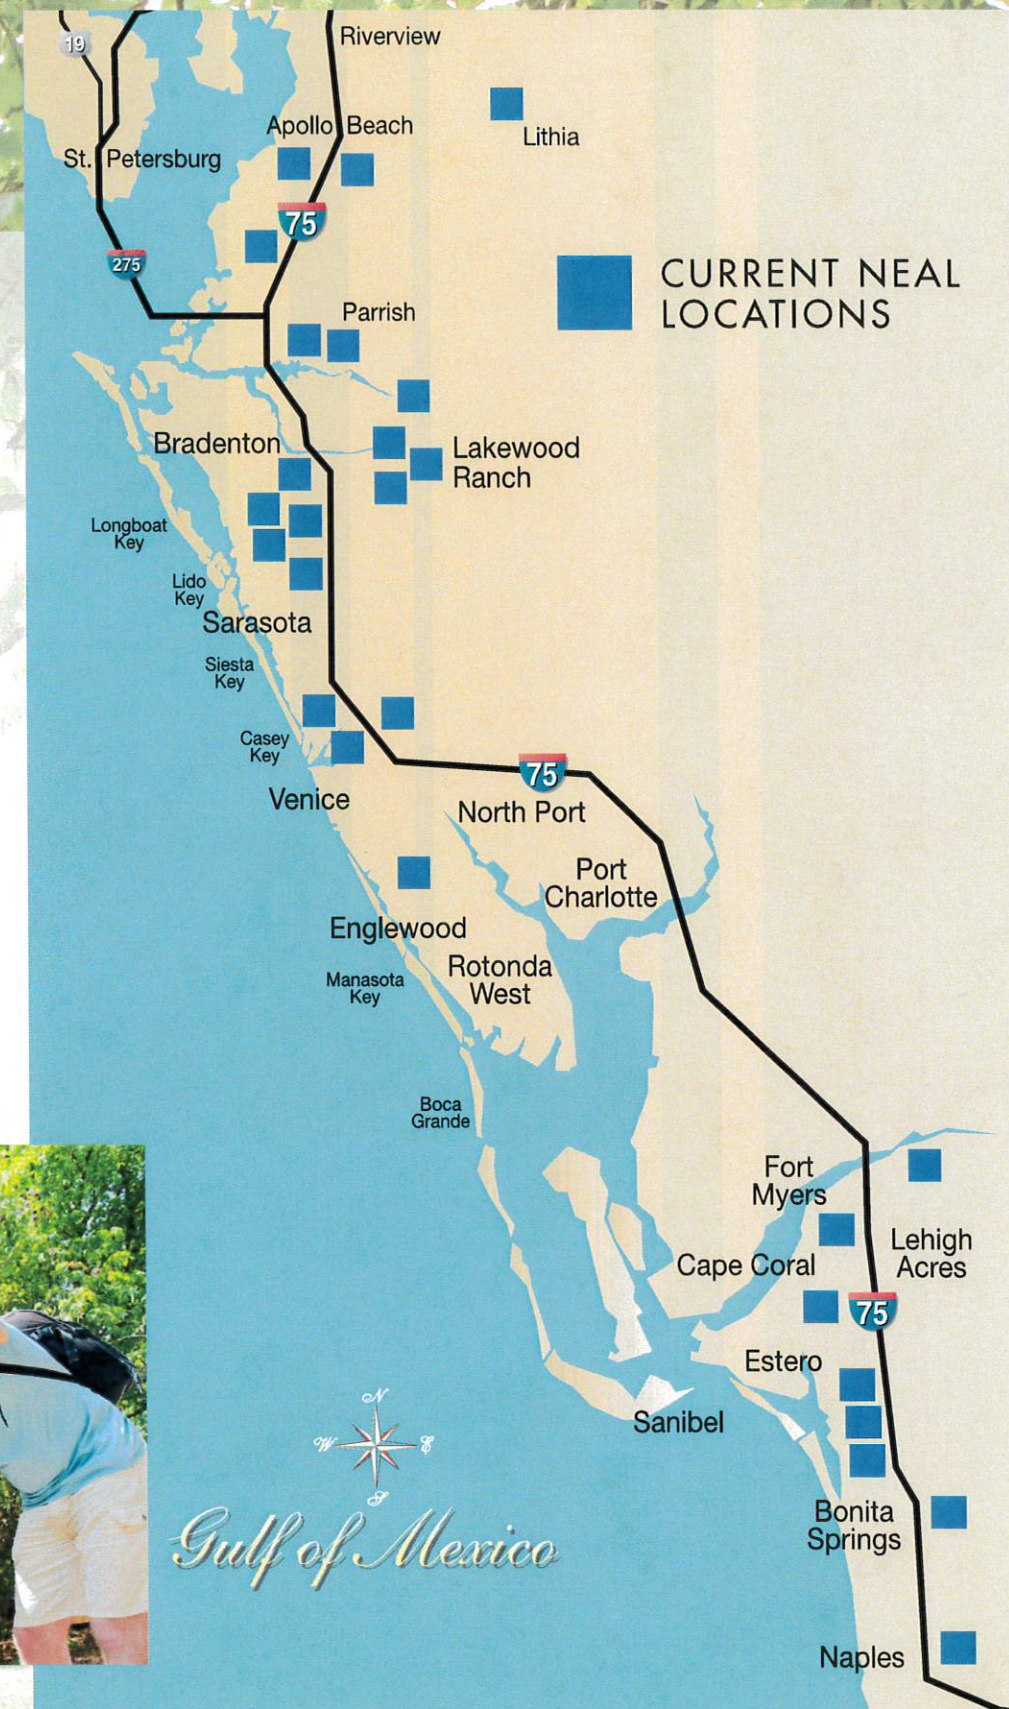 19
Riverview
Apollo Beach
Lithia
St. Petersburg
75
275
CURRENT NEAL
LOCATIONS
Parrish
Bradenton
Lakewood
Ranch
Longboat
Key
Lido
Key
Sarasota
Siesta
Key
Casey
Key
75
Venice
North Port
Port
Charlotte
Englewood
Rotonda
West
Manasota
Key
Boca
Grande
Fort
Myers
Lehigh
Acres
Cape Coral
75
Estero
Sanibel
N
W E
S
Bonita
Springs
Gulf of Mexico
Naples